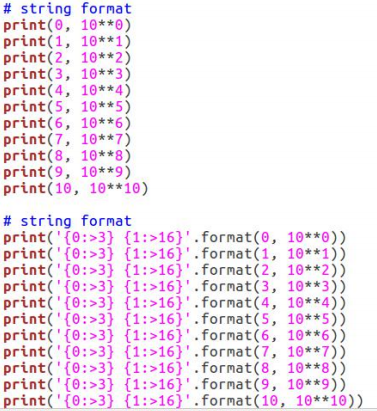 # string format
print(0, 10**0)
print(1, 10**1)
print(2, 10**2)
print(3, 10**3)
print(4, 10**4)
print(5, 10**5)
print(6, 10**6)
print(7, 10**7)
print(8, 10**8)
print(9, 10**9)
print(10, 10**10)

# string format
print('{0:>3} {1:>16}'.format(0, 10**0))
print('{0:>3} {1:>16}'.format(1, 10**1))
print('{0:>3} {1:>16}'.format(2, 10**2))
print('{0:>3} {1:>16}'.format(3, 10**3))
print('{0:>3} {1:>16}'.format(4, 10**4))
print('{0:>3} {1:>16}'.format(5, 10**5))
print('{0:>3} {1:>16}'.format(6, 10**6))
print('{0:>3} {1:>16}'.format(7, 10**7))
print('{0:>3} {1:>16}'.format(8, 10**8))
print('{0:>3} {1:>16}'.format(9, 10**9))
print('{0:>3} {1:>16}'.format(10, 10**10))